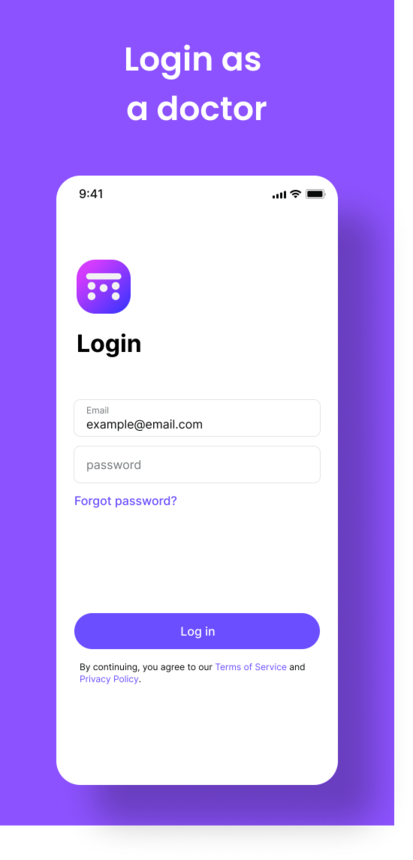 Login as
a doctor
9:41
Login
Email
example@email.com
password
Forgot password?
Log in
By continuing, you agree to our Terms of Service and
Privacy Policy.